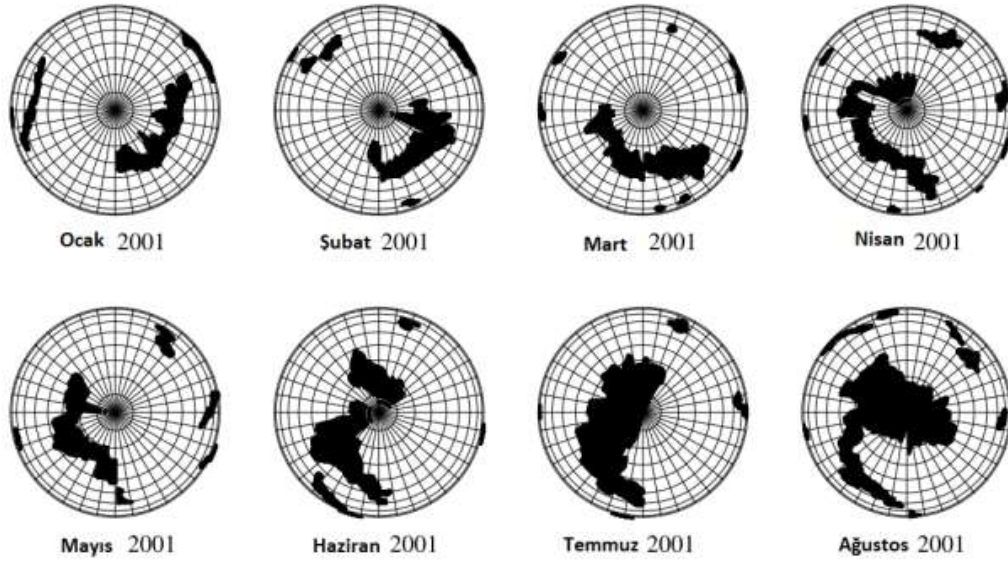 Ocak 2001
Şubat 2001
Mart 2001
Nisan 2001
Mayıs 2001
Haziran 2001
Temmuz 2001
Ağustos 2001